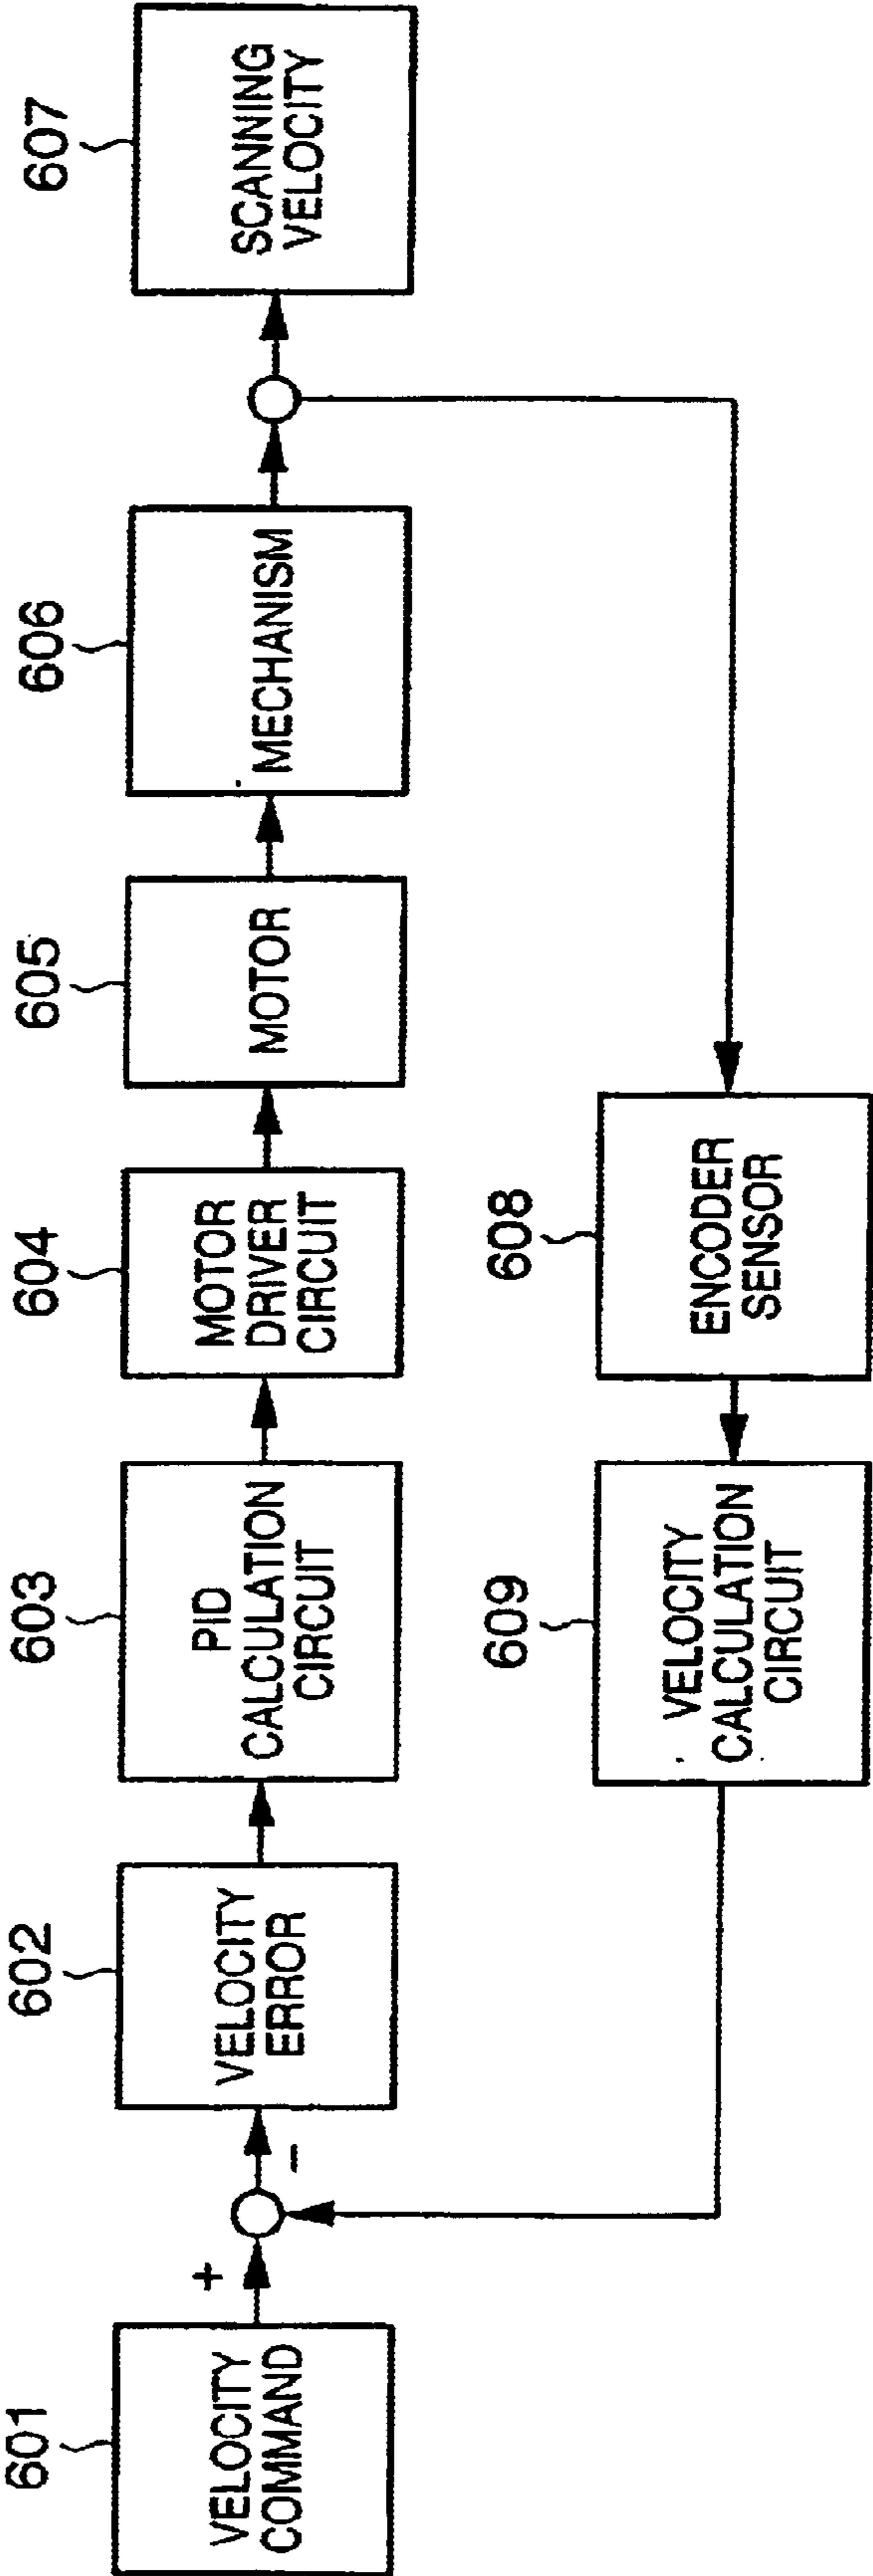 601
VELOCITY
COMMAND
+
-
602
VELOCITY
ERROR
603
PID
CALCULATION
CIRCUIT
604
MOTOR
DRIVER
CIRCUIT
605
MOTOR
606
MECHANISM
607
SCANNING
VELOCITY
608
ENCODER
SENSOR
609
VELOCITY
CALCULATION
CIRCUIT